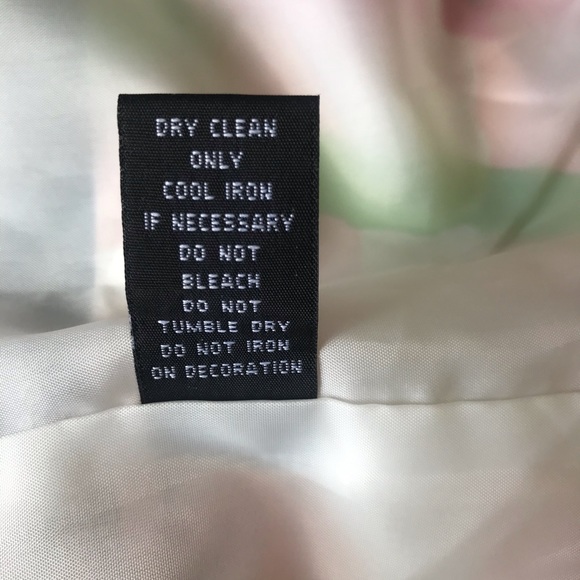 DRY CLEAN
ONLY
COOL IRON
IF NECESSARY
DO NOT
BLEACH
DO NOT
TUMBLE DRY
DO NOT IRON
ON DECORATION